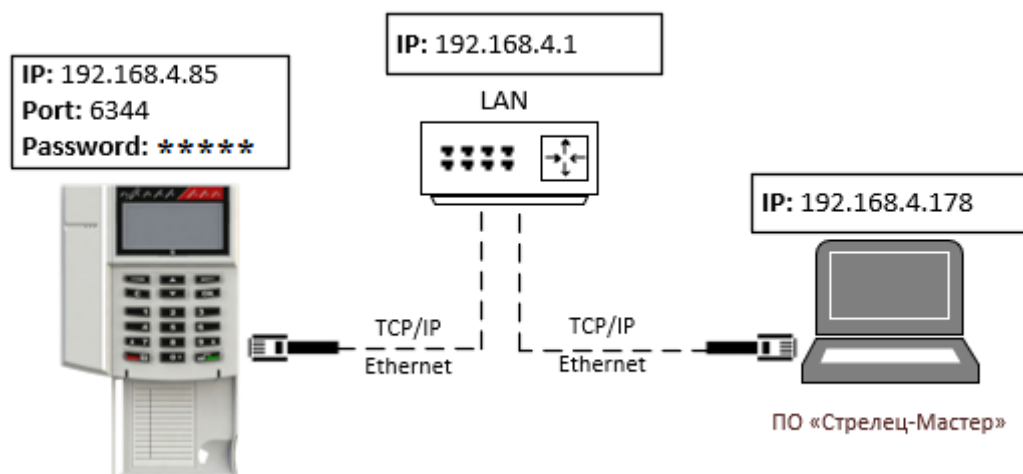 IP: 192.168.4.85
Port: 6344
Password: *****
IP: 192.168.4.1
LAN
IP: 192.168.4.178
TCP/IP
Ethernet
TCP/IP
Ethernet
ПО «Стрелец-Мастер»